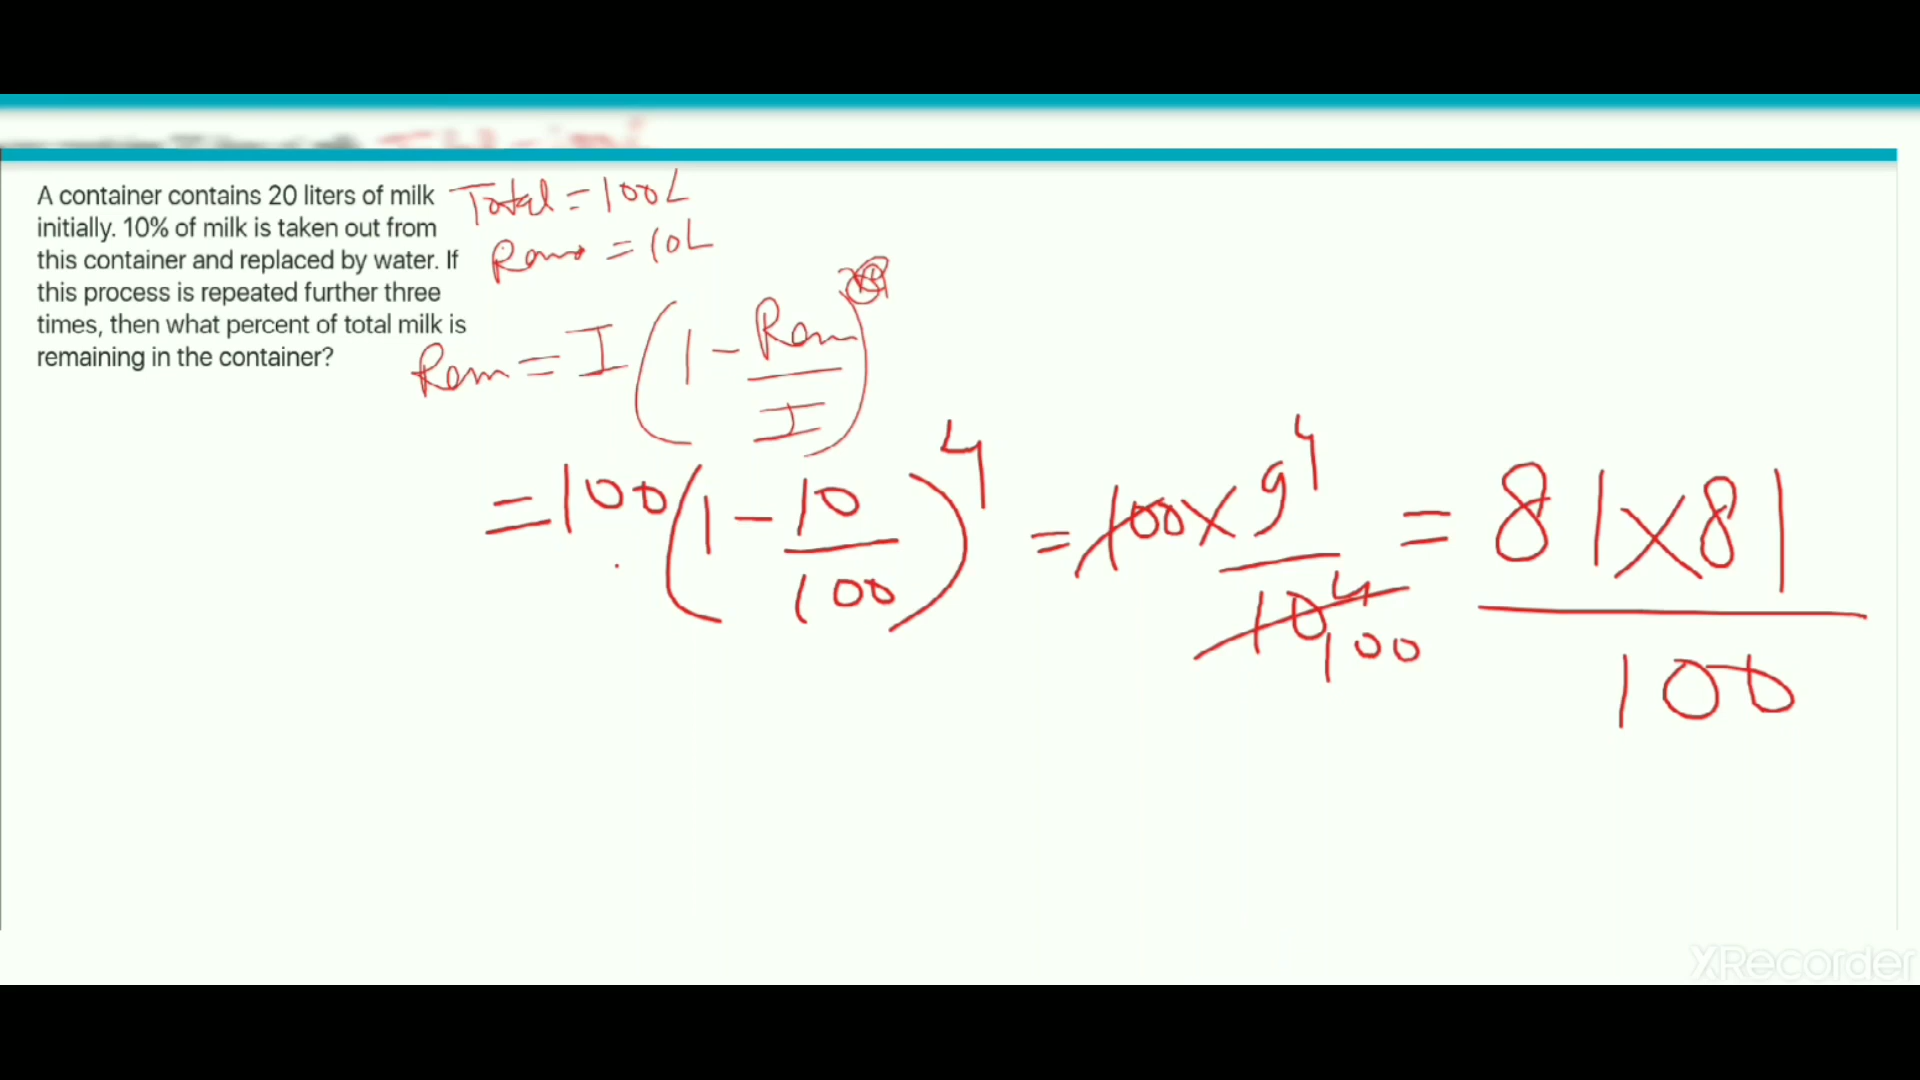 A container contains 20 liters of milk
initially. 10% of milk is taken out from
this container and replaced by water. If
this process is repeated further three
times, then what percent of total milk is
remaining in the container?
Total = 100L
Rem = 10L
Rem = I (1 - Rem/I)
= 100 (1 - 10/100)^4 = 100 x 9^4/10^4 100 = 81x81/100
XRecorder